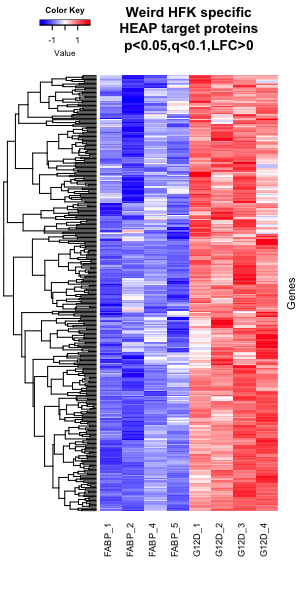 Color Key
-1 1
Value
Weird HFK specific
HEAP target proteins
p<0.05,q<0.1,LFC>0
Genes
FABP_1
FABP_2
FABP_4
FABP_5
G12D_1
G12D_2
G12D_3
G12D_4